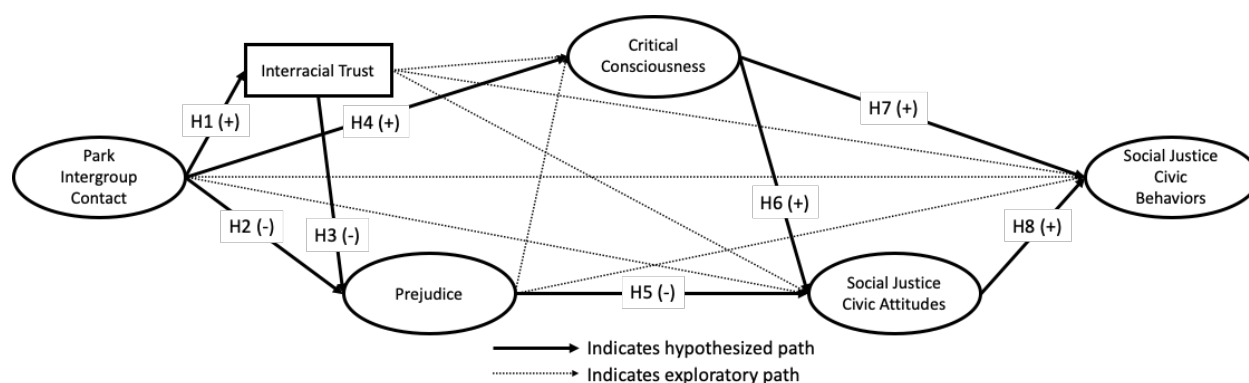 Critical
Consciousness
Interracial Trust
H1 (+)
H4 (+)
H7 (+)
Park
Intergroup
Contact
Social Justice
Civic
Behaviors
H2 (-)
H3 (-)
H6 (+)
H8 (+)
Prejudice
H5 (-)
Social Justice
Civic Attitudes
Indicates hypothesized path
Indicates exploratory path